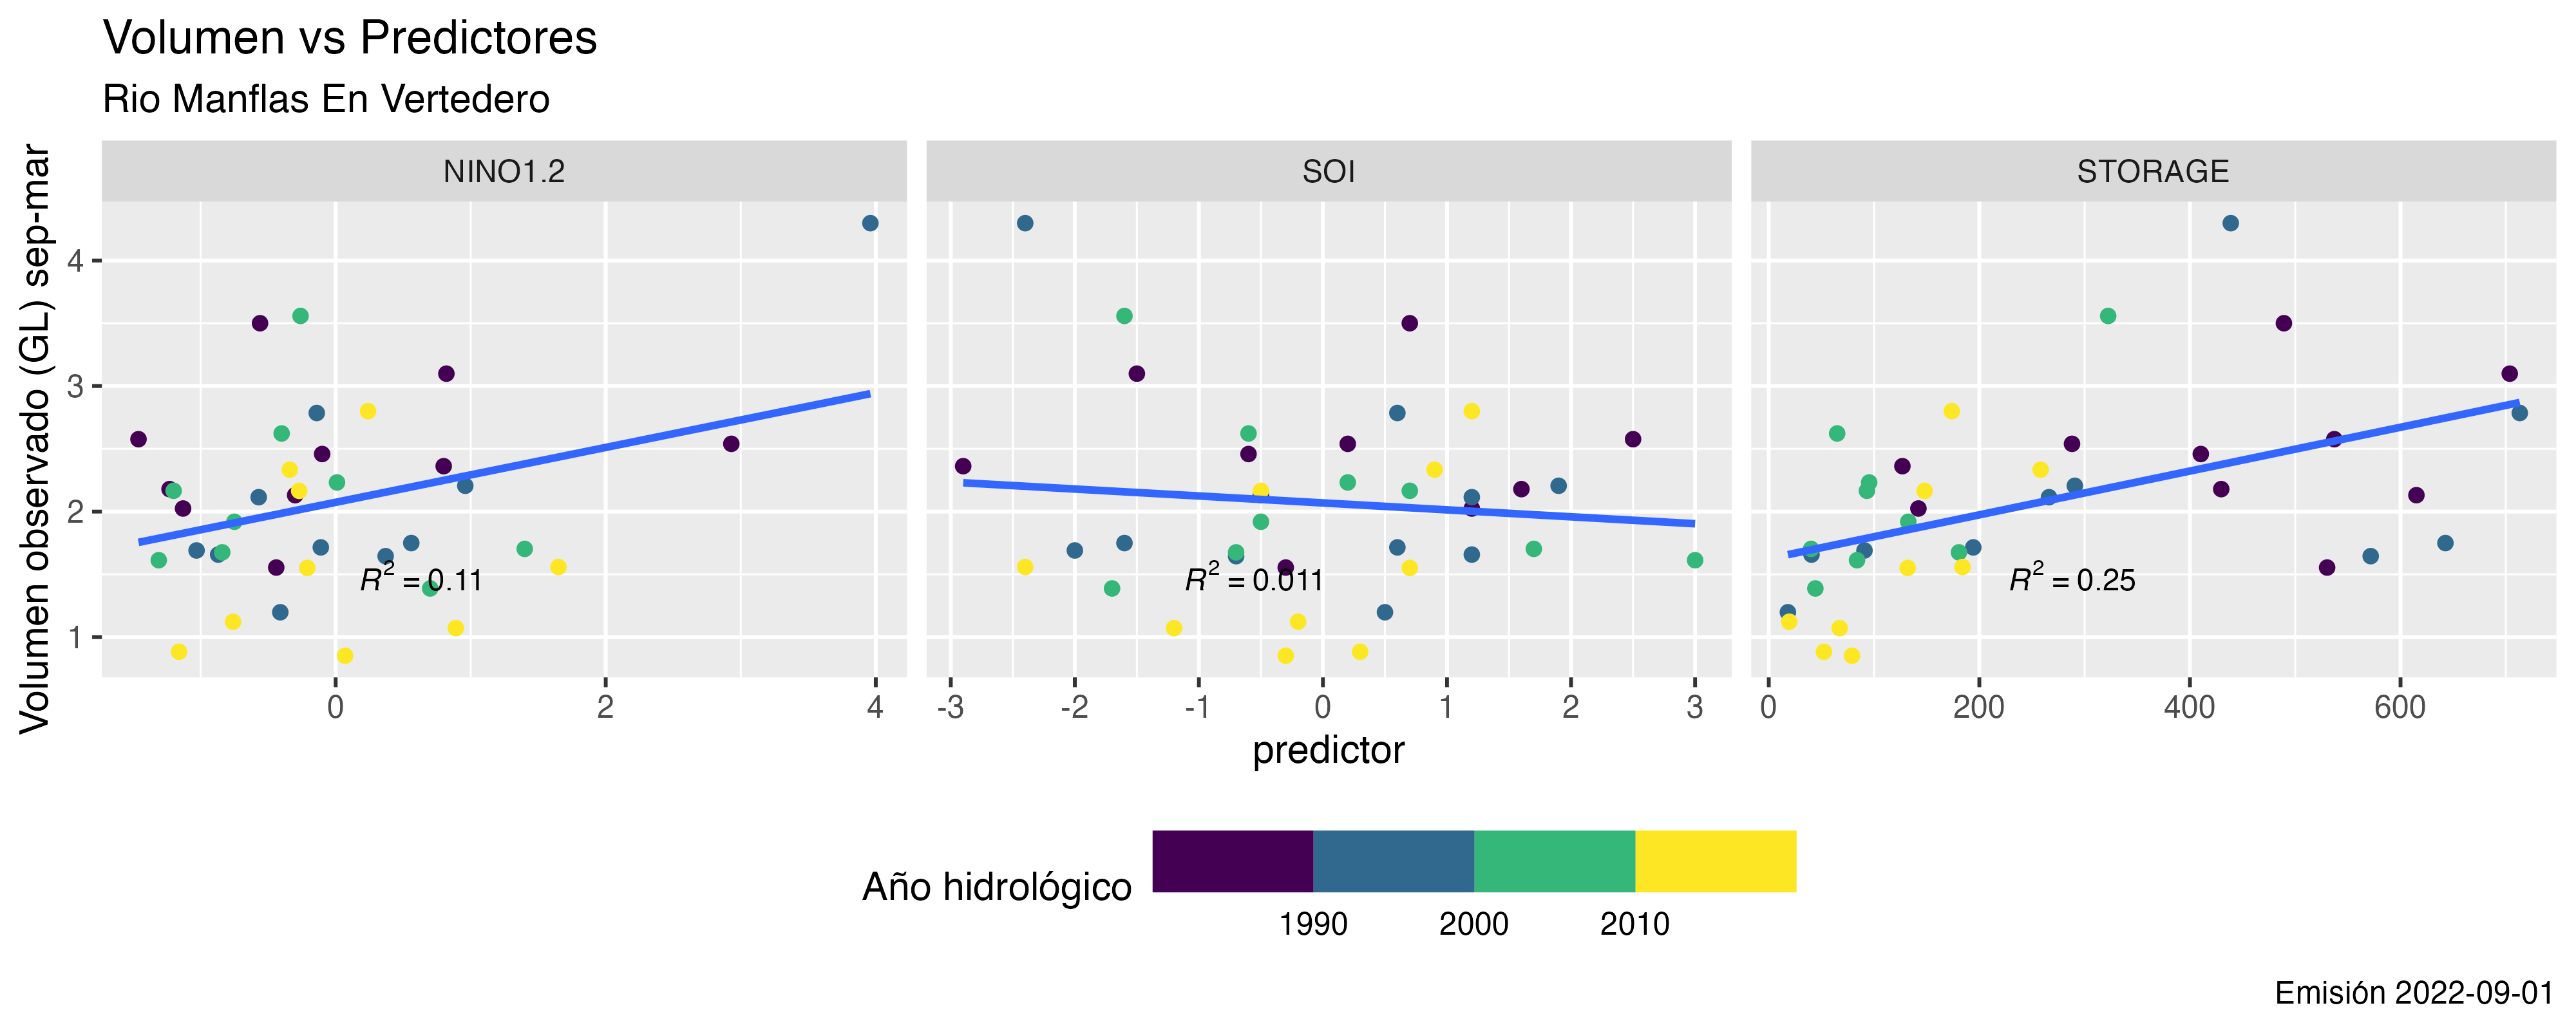 Volumen vs Predictores
Rio Manflas En Vertedero
Volumen observado (GL) sep-mar
NINO1.2
SOI
STORAGE
4
3
2
1
R² = 0.11
R² = 0.011
R² = 0.25
0 2 4
-3 -2 -1 0 1 2 3
0 200 400 600
predictor
Año hidrológico
1990 2000 2010
Emisión 2022-09-01